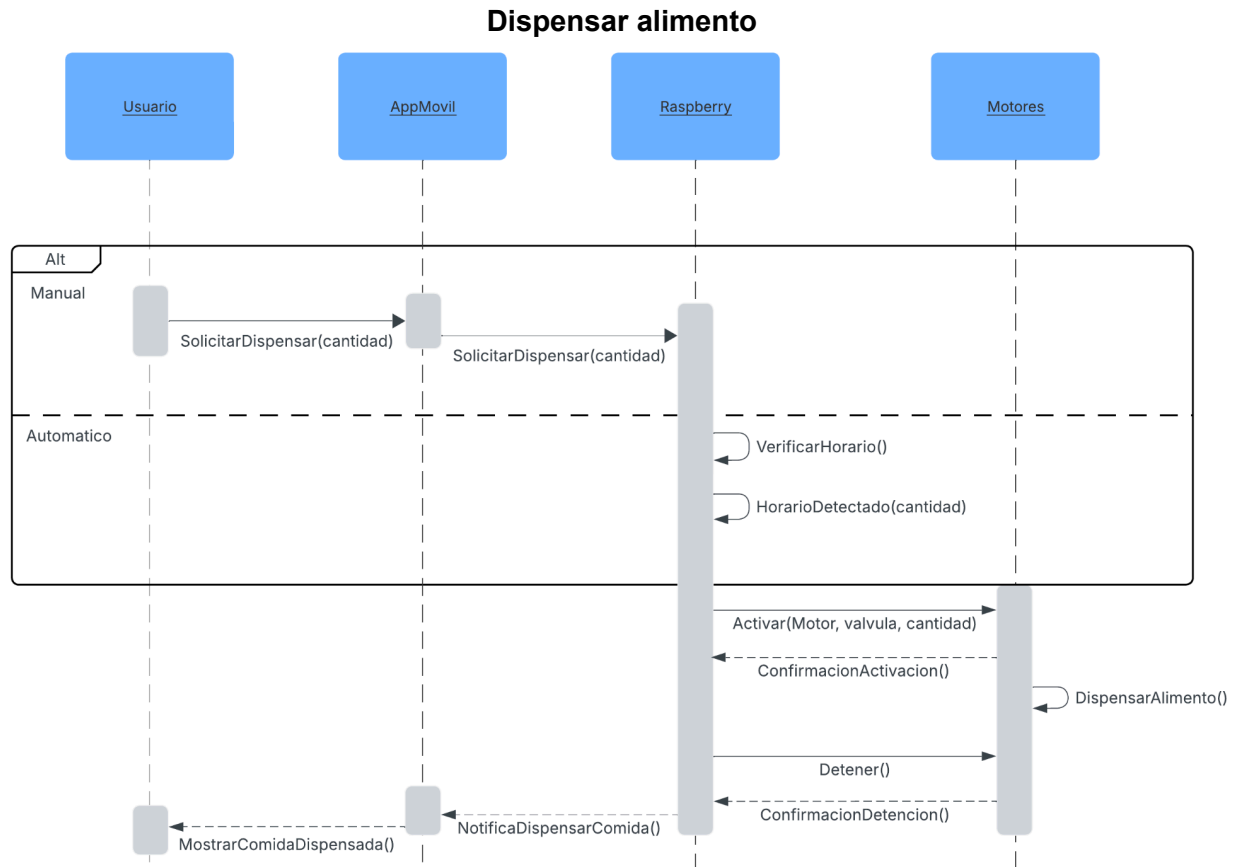 Dispensar alimento
Usuario
AppMovil
Raspberry
Motores
Alt
Manual
SolicitarDispensar(cantidad)
SolicitarDispensar(cantidad)
Automatico
VerificarHorario()
HorarioDetectado(cantidad)
Activar(Motor, valvula, cantidad)
ConfirmacionActivacion()
DispensarAlimento()
Detener()
ConfirmacionDetencion()
NotificaDispensarComida()
MostrarComidaDispensada()